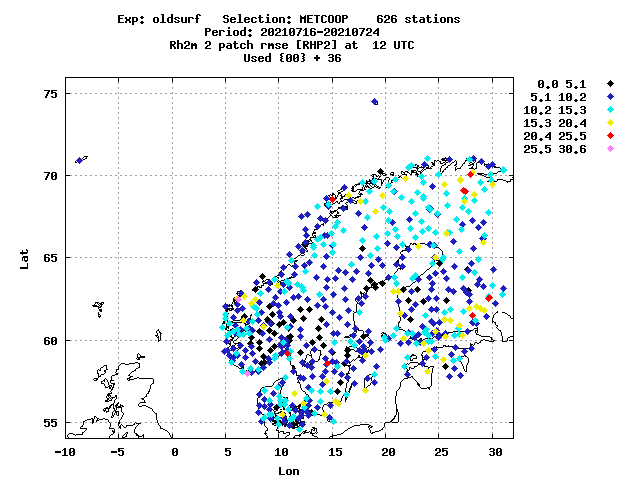 Exp: oldsurf   Selection: METCOOP    626 stations
Period: 20210716-20210724
Rh2m 2 patch rmse [RHP2] at  12 UTC
Used {00} + 36
0.0 5.1
5.1 10.2
10.2 15.3
15.3 20.4
20.4 25.5
25.5 30.6
75
70
65
60
55
Lat
-10 -5 0 5 10 15 20 25 30
Lon